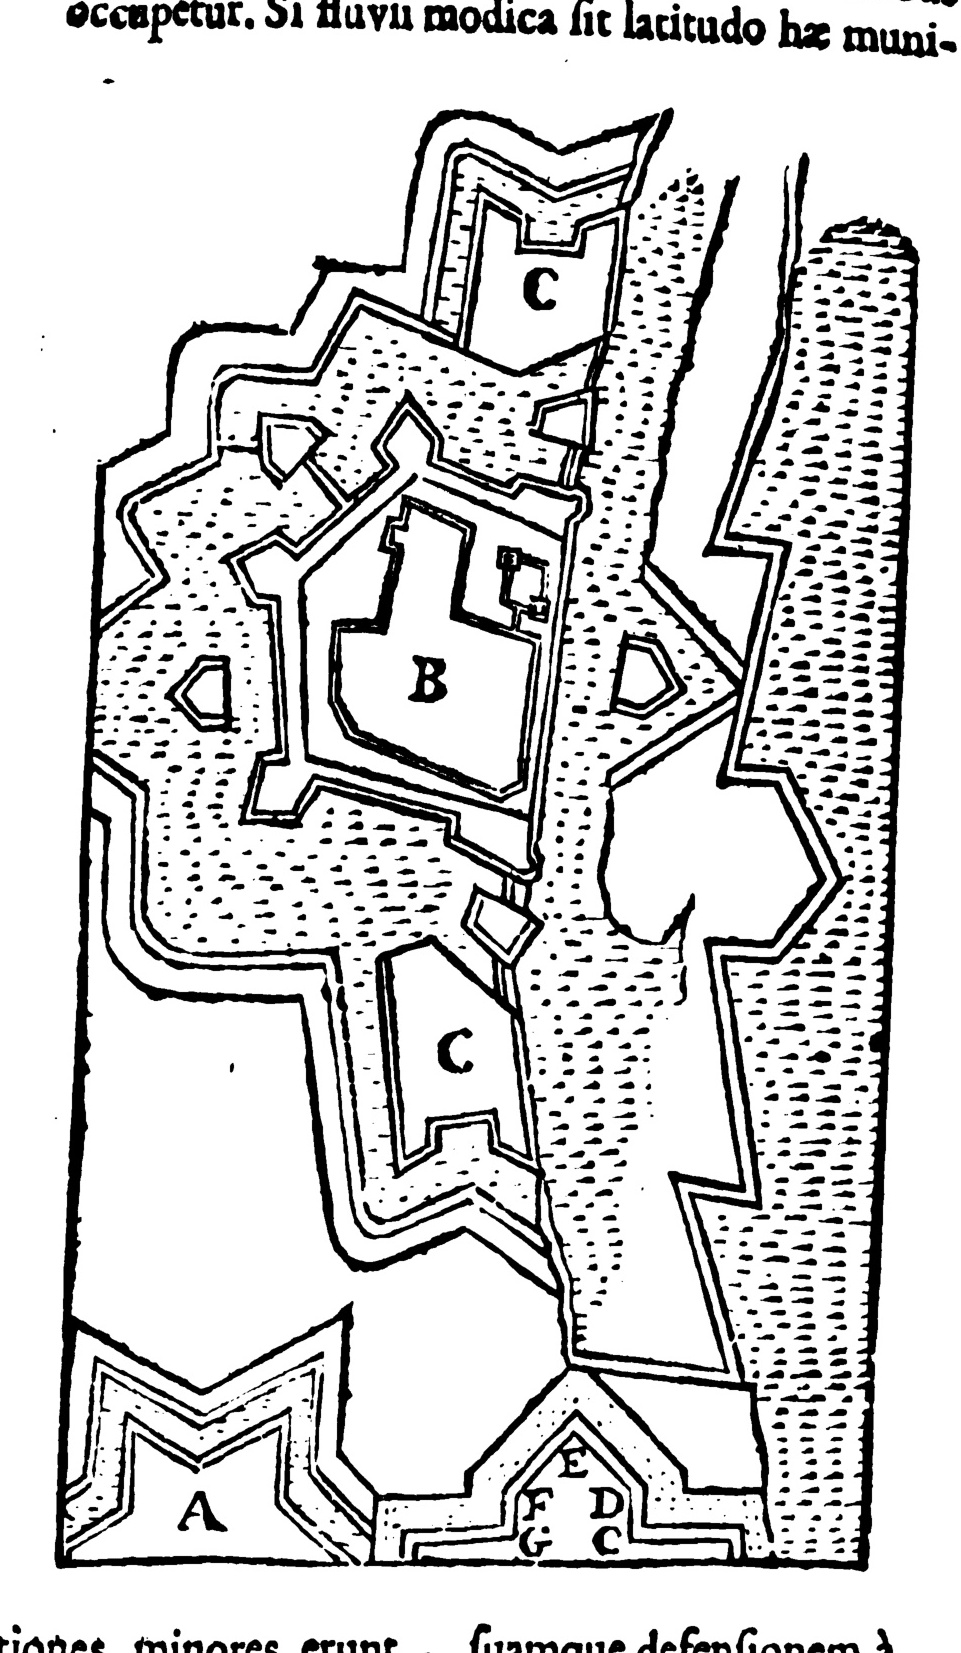 occupetur. Si fluvii modica ſit latitudo hæ muni-
C
B
C
A
E
F D
G C
tiones minores erunt, ſuamque defenſionem à